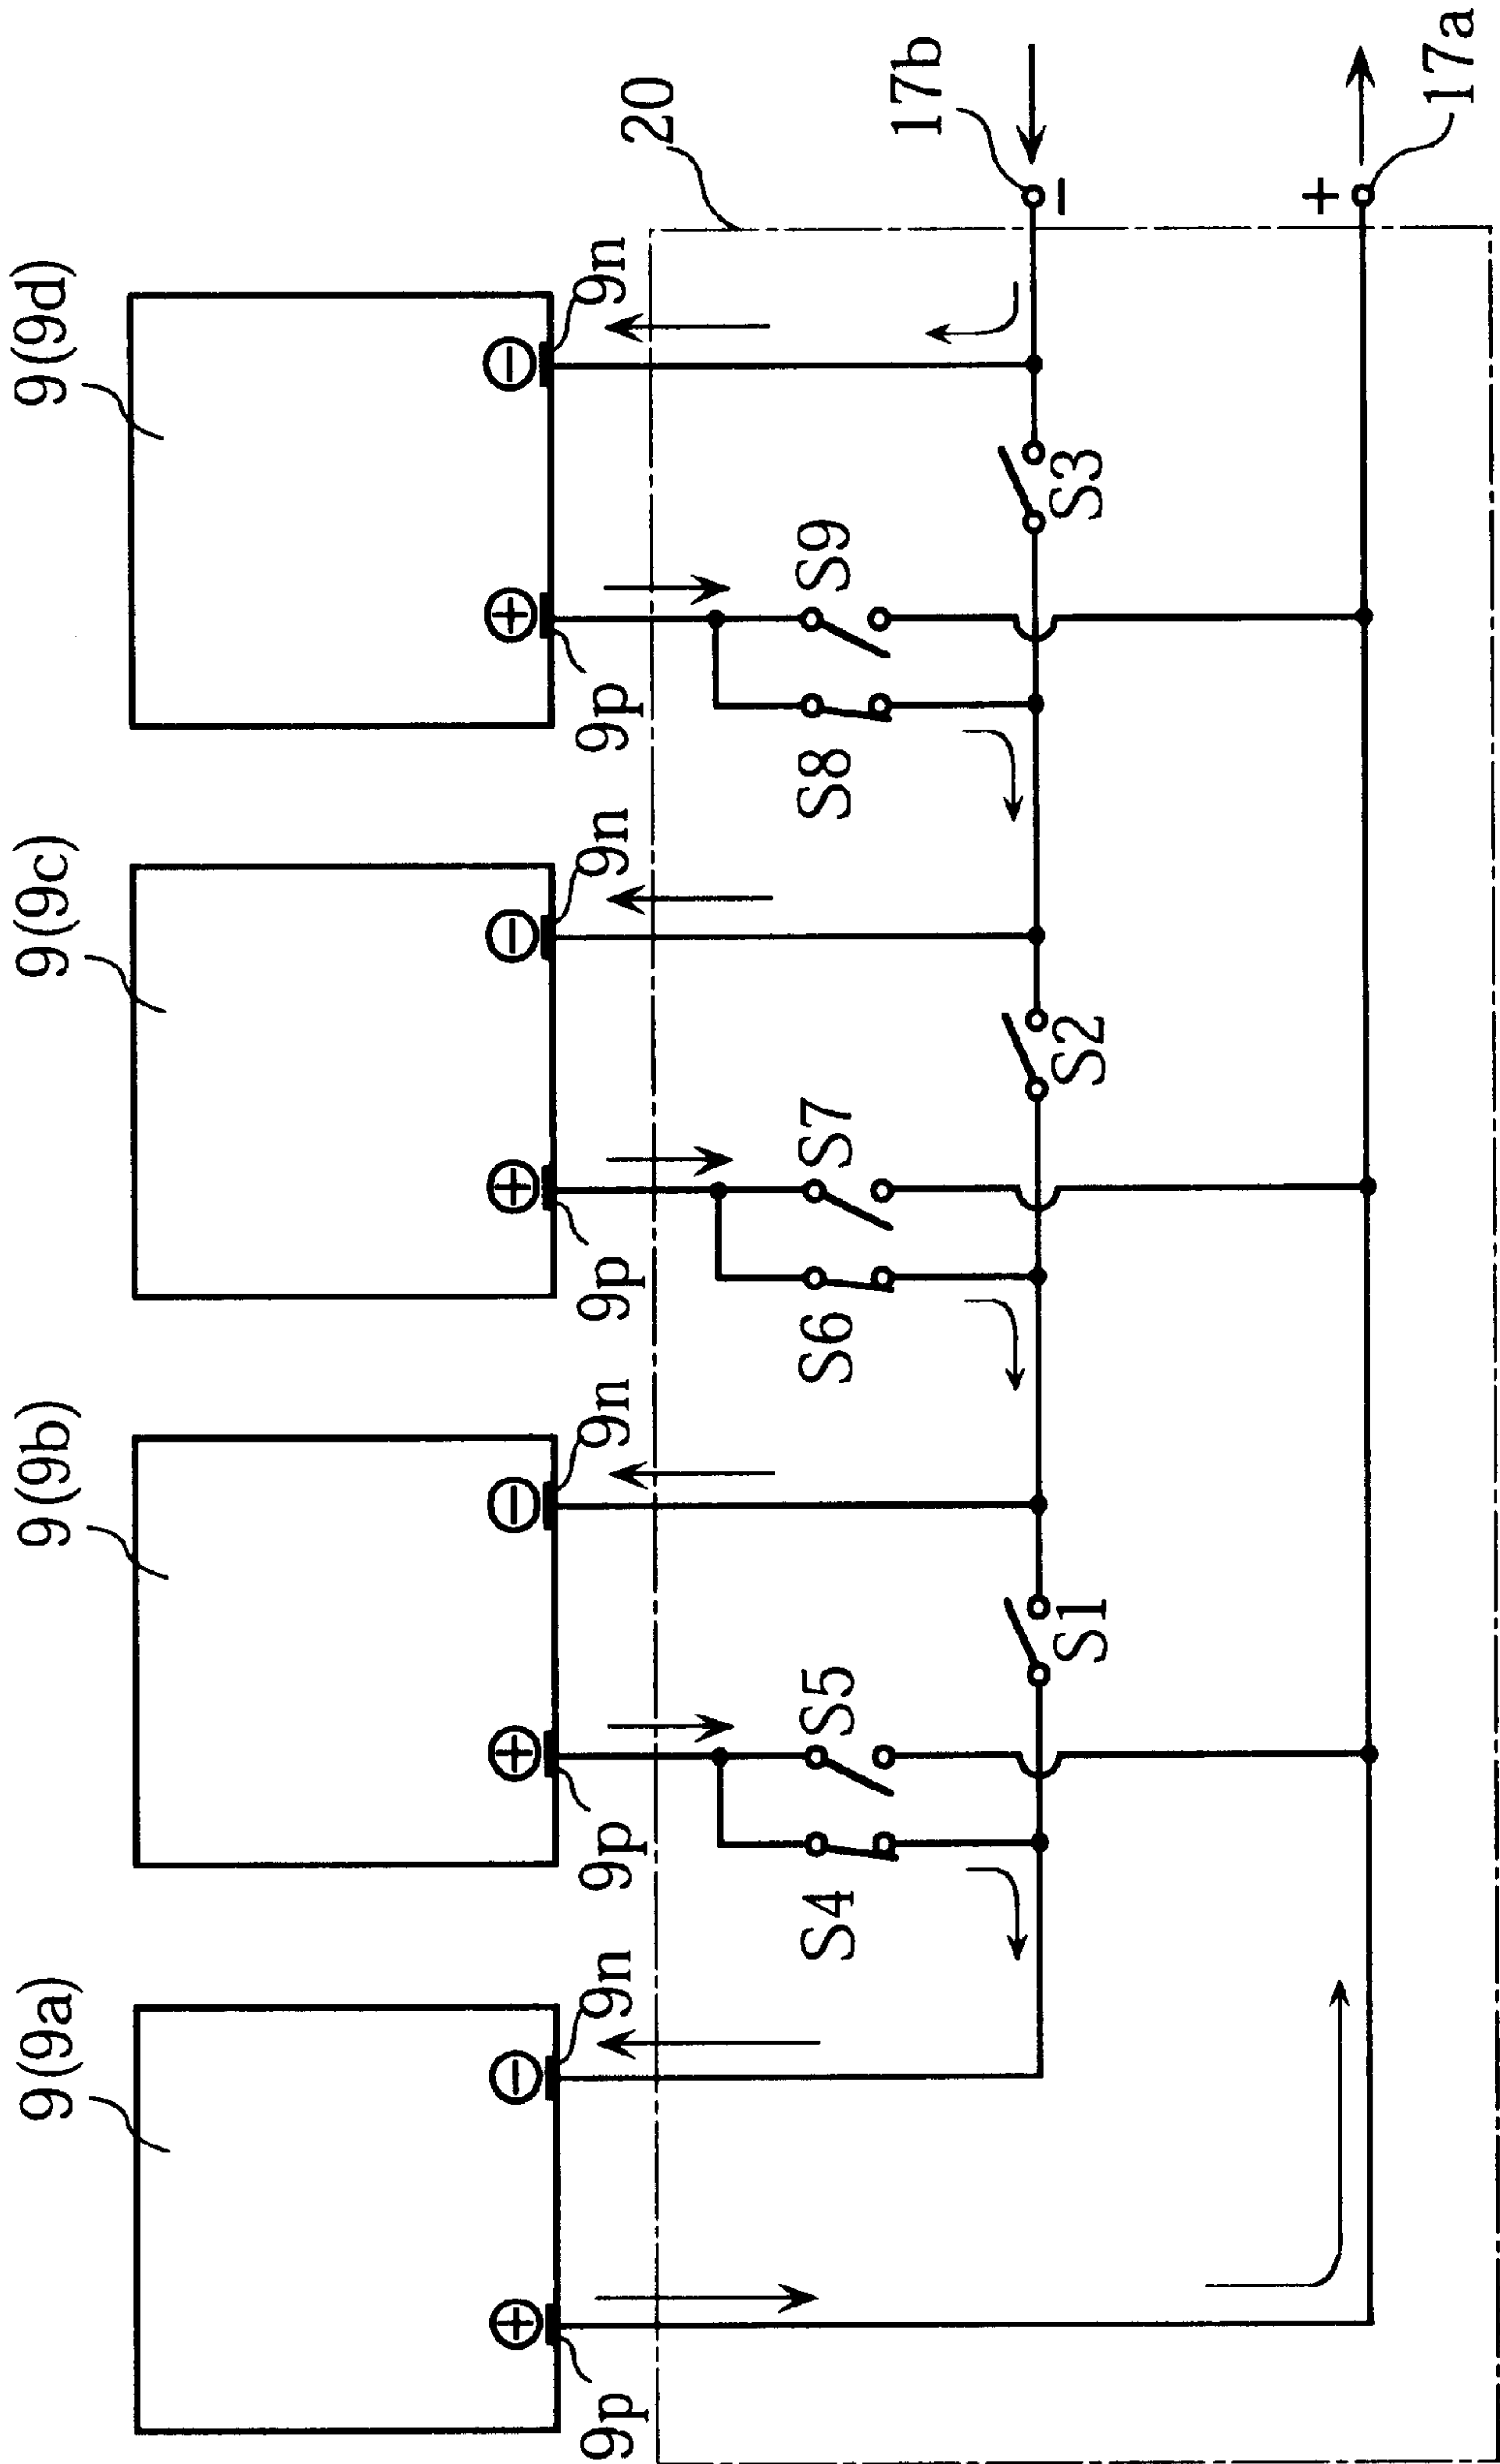 9(9a)
9(9b)
9(9c)
9(9d)
+
−
+
−
+
−
+
−
9p
9n
9p
9n
9p
9n
9p
9n
20
S4
S5
S6
S7
S8
S9
17b
S1
S2
S3
−
+
17a